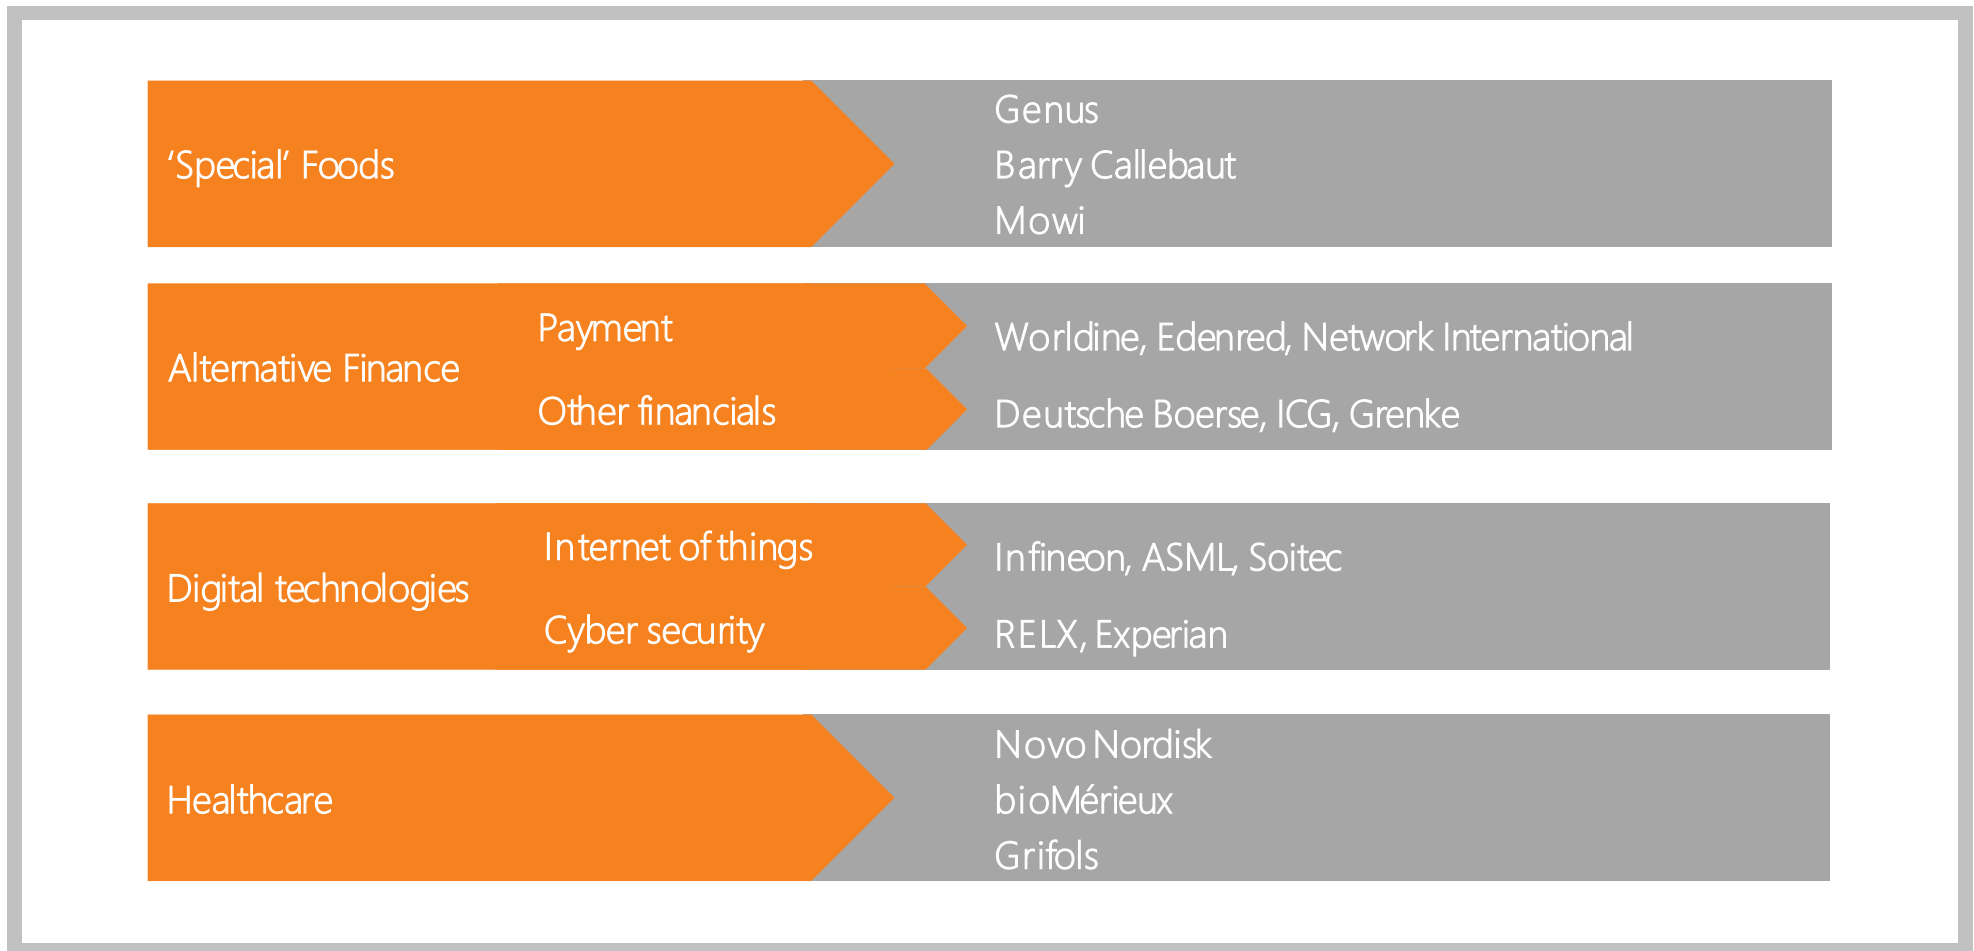 ‘Special’ Foods
Genus
Barry Callebaut
Mowi
Alternative Finance
Payment
Worldine, Edenred, Network International
Other financials
Deutsche Boerse, ICG, Grenke
Digital technologies
Internet of things
Infineon, ASML, Soitec
Cyber security
RELX, Experian
Healthcare
Novo Nordisk
bioMérieux
Grifols